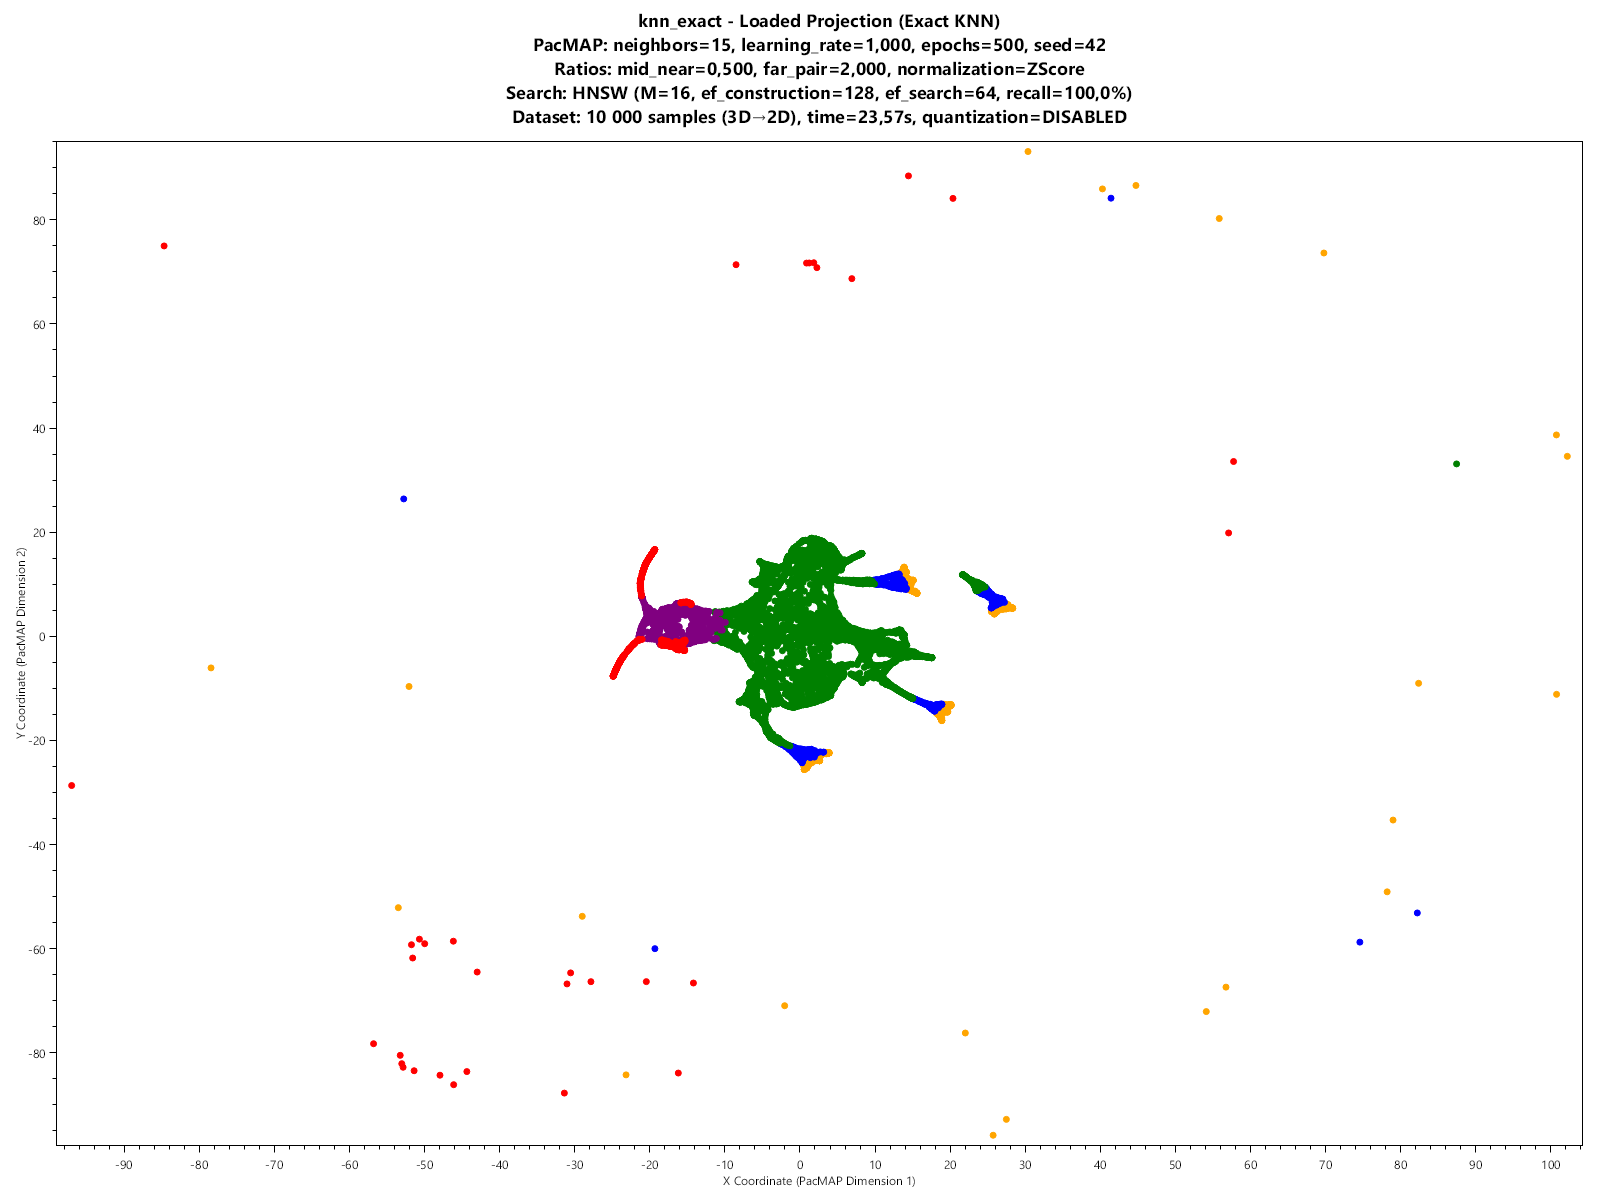 knn_exact - Loaded Projection (Exact KNN)
PacMAP: neighbors=15, learning_rate=1,000, epochs=500, seed=42
Ratios: mid_near=0,500, far_pair=2,000, normalization=ZScore
Search: HNSW (M=16, ef_construction=128, ef_search=64, recall=100,0%)
Dataset: 10 000 samples (3D→2D), time=23,57s, quantization=DISABLED
80
60
40
20
0
-20
-40
-60
-80
Y Coordinate (PacMAP Dimension 2)
-90 -80 -70 -60 -50 -40 -30 -20 -10 0 10 20 30 40 50 60 70 80 90 100
X Coordinate (PacMAP Dimension 1)